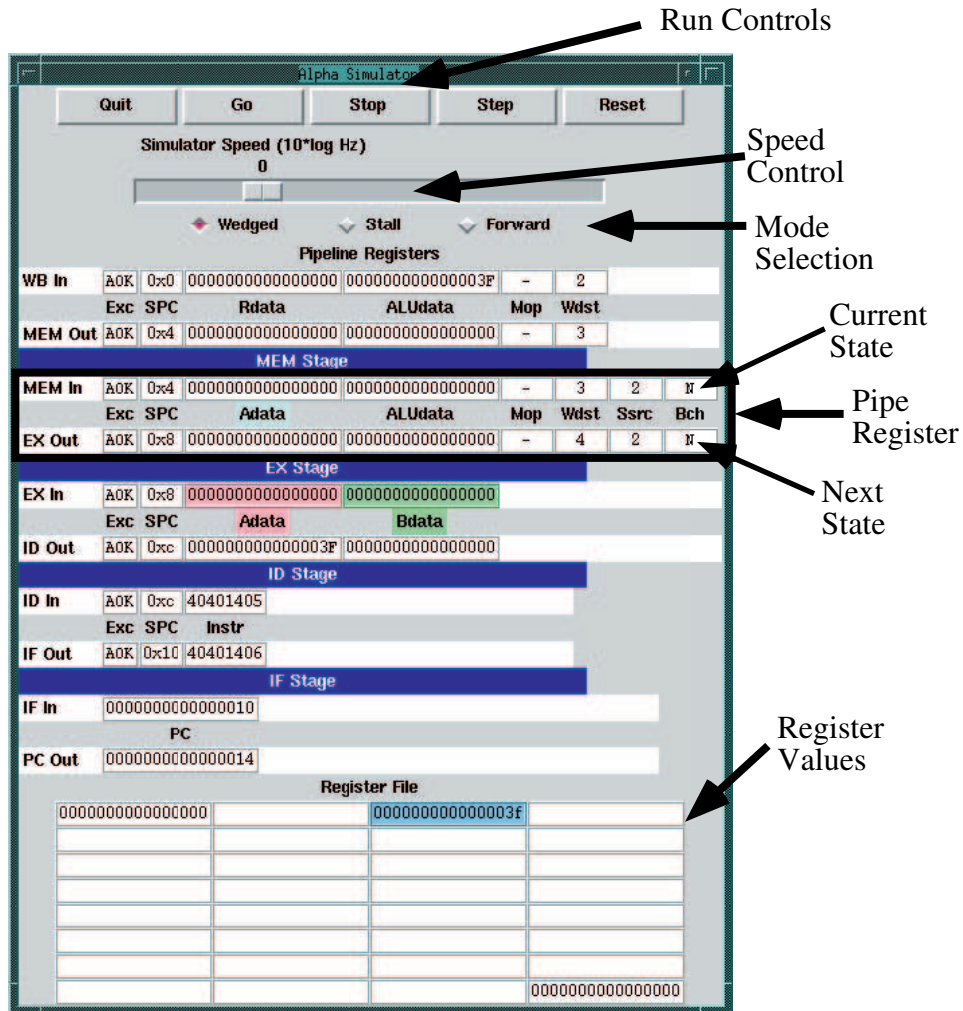 Run Controls
Alpha Simulator
Quit Go Stop Step Reset
Simulator Speed (10*log Hz)
0
Speed
Control
Wedged Stall Forward
Mode
Selection
Pipeline Registers
WB In AOK 0x0 0000000000000000 000000000000003F - 2
Exc SPC Rdata ALUdata Mop Wdst
MEM Out AOK 0x4 0000000000000000 0000000000000000 - 3
Current
State
MEM Stage
MEM In AOK 0x4 0000000000000000 0000000000000000 - 3 2 N
Exc SPC Adata ALUdata Mop Wdst Ssrc Bch
Pipe
Register
EX Out AOK 0x8 0000000000000000 0000000000000000 - 4 2 N
EX Stage
EX In AOK 0x8 0000000000000000 0000000000000000
Next
State
Exc SPC Adata Bdata
ID Out AOK 0xc 000000000000003F 0000000000000000
ID Stage
ID In AOK 0xc 40401405
Exc SPC Instr
IF Out AOK 0x10 40401406
IF Stage
IF In 0000000000000010
PC
PC Out 0000000000000014
Register
Values
Register File
0000000000000000 000000000000003f
0000000000000000